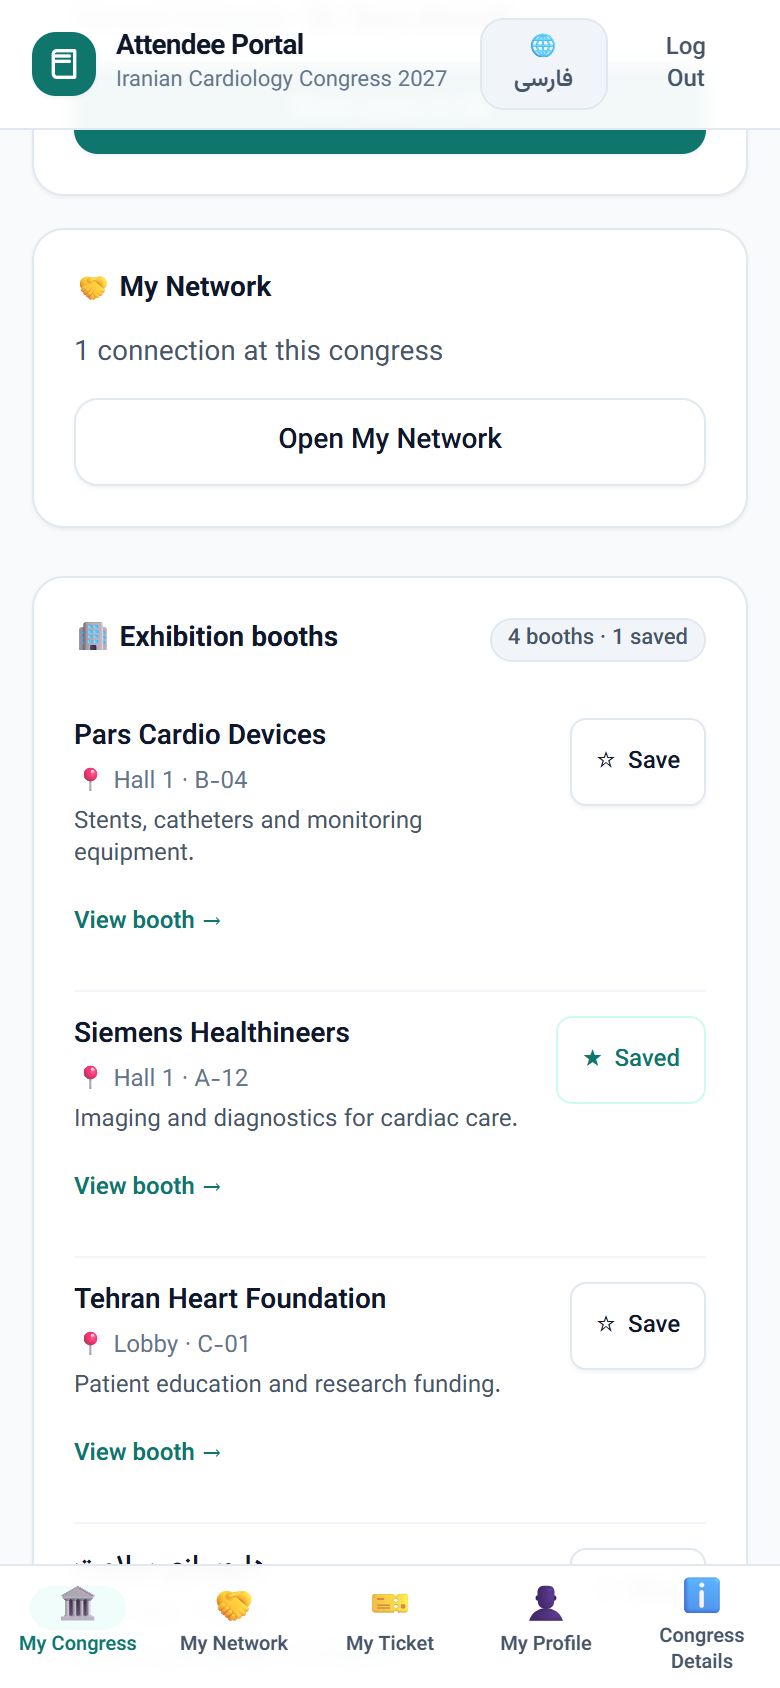 Attendee Portal
Iranian Cardiology Congress 2027
فارسی
Log
Out
My Network
1 connection at this congress
Open My Network
Exhibition booths
4 booths · 1 saved
Pars Cardio Devices
☆ Save
Hall 1 · B-04
Stents, catheters and monitoring
equipment.
View booth →
Siemens Healthineers
★ Saved
Hall 1 · A-12
Imaging and diagnostics for cardiac care.
View booth →
Tehran Heart Foundation
☆ Save
Lobby · C-01
Patient education and research funding.
View booth →
My Congress
My Network
My Ticket
My Profile
Congress
Details